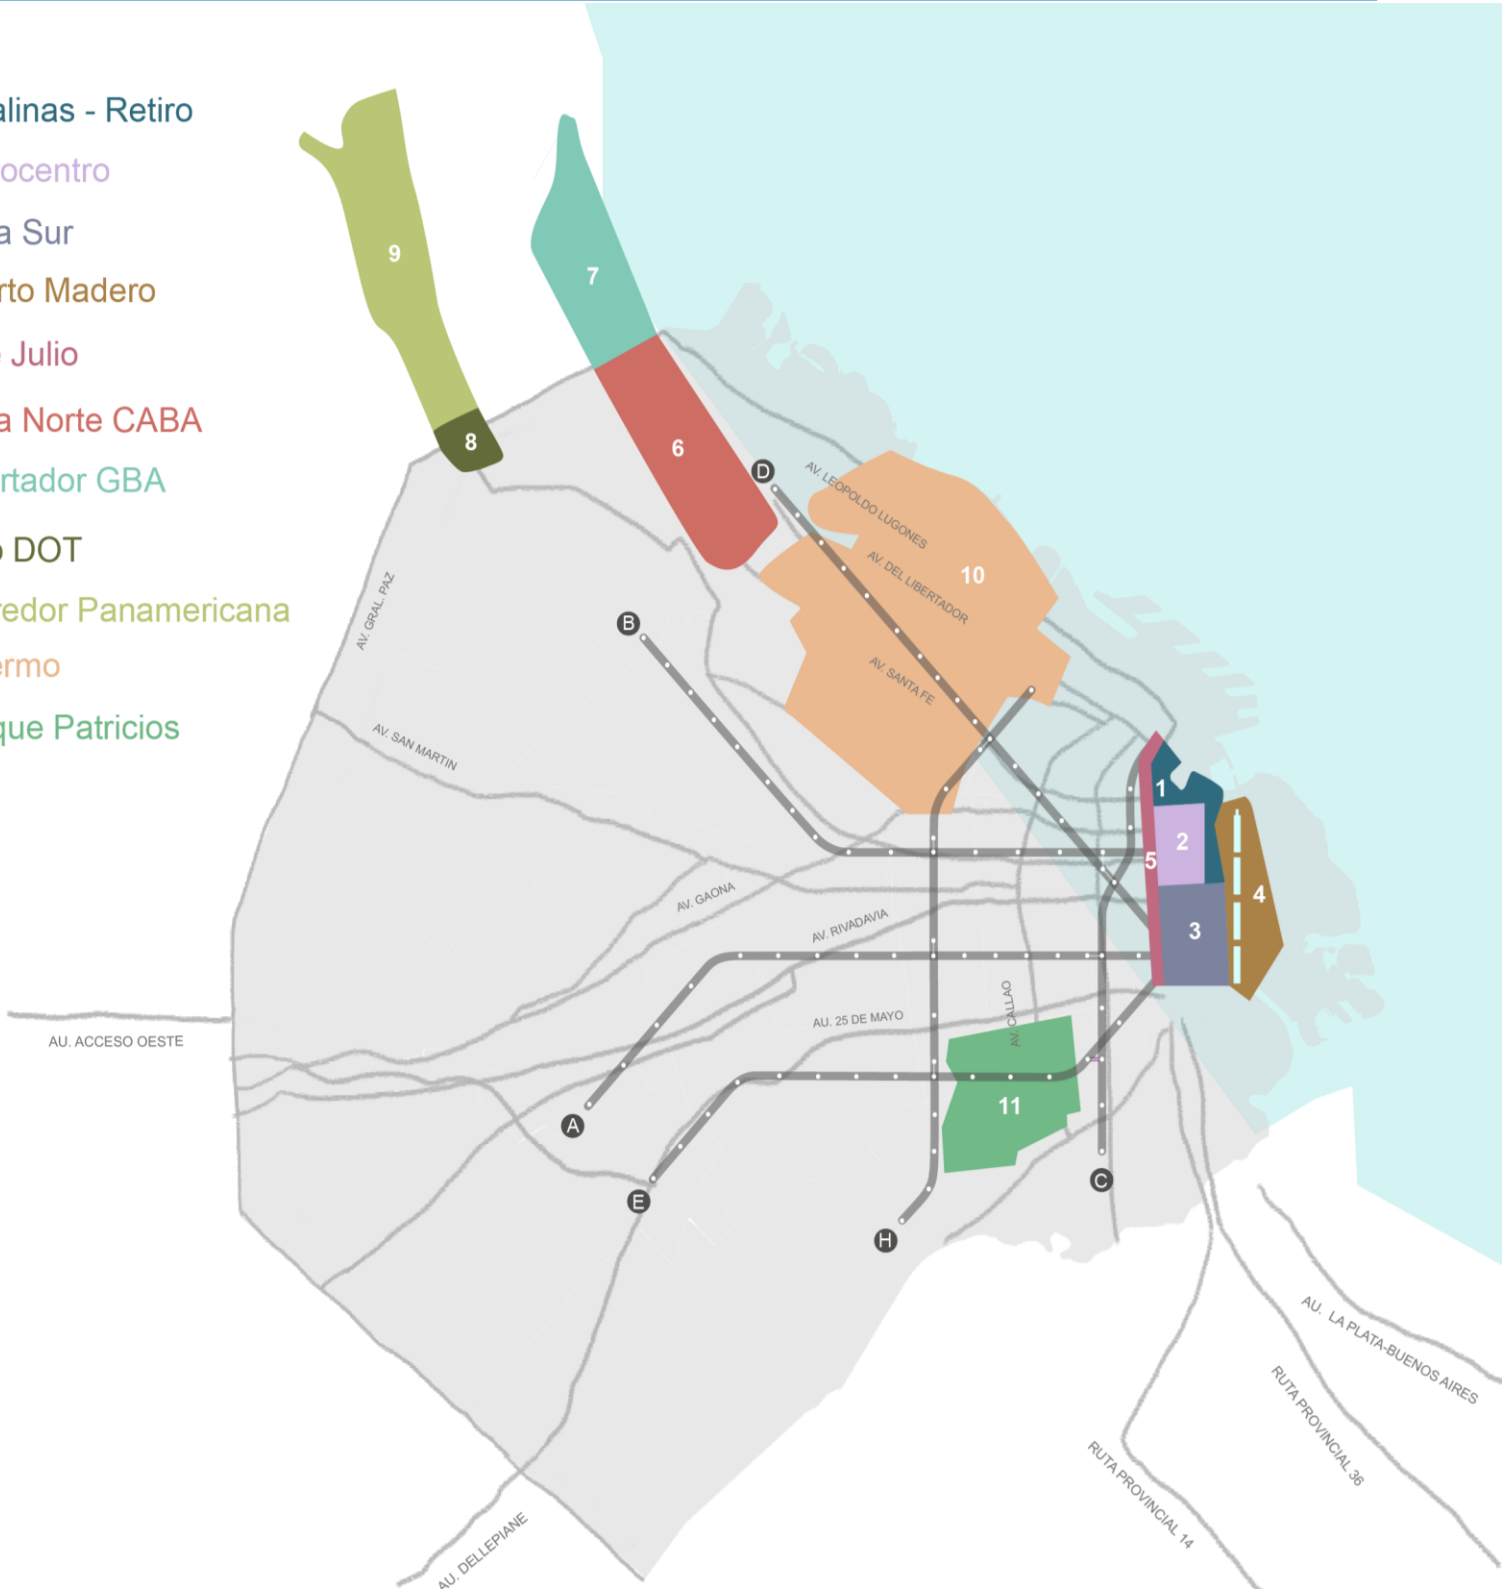 alinas - Retiro
ocentro
a Sur
rto Madero
e Julio
a Norte CABA
rtador GBA
o DOT
redor Panamericana
ermo
que Patricios
9
7
8
6
D
AV. LEOPOLDO LUGONES
10
AV. DEL LIBERTADOR
AV. GRAL. PAZ
B
AV. SANTA FE
AV. SAN MARTIN
1
2
5
4
AV. GAONA
AV. RIVADAVIA
3
AV. CALLAO
AU. 25 DE MAYO
AU. ACCESO OESTE
11
A
C
E
H
AU. LA PLATA-BUENOS AIRES
RUTA PROVINCIAL 36
RUTA PROVINCIAL 14
AU. DELLEPIANE